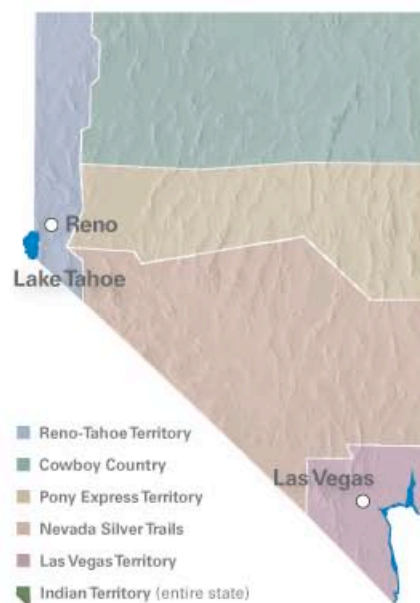 Reno
Lake Tahoe
Las Vegas
Reno-Tahoe Territory
Cowboy Country
Pony Express Territory
Nevada Silver Trails
Las Vegas Territory
Indian Territory (entire state)